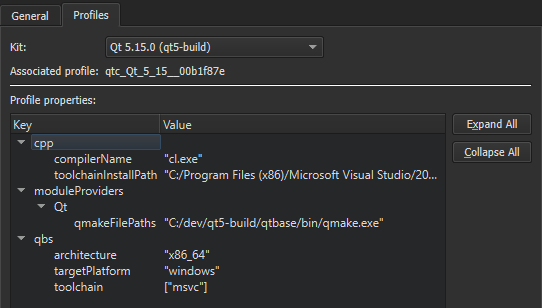 General Profiles
Kit: Qt 5.15.0 (qt5-build)
Associated profile: qtc_Qt_5_15__00b1f87e
Profile properties:
Key Value Expand All
cpp
compilerName "cl.exe" Collapse All
toolchainInstallPath "C:/Program Files (x86)/Microsoft Visual Studio/20...
moduleProviders
Qt
qmakeFilePaths "C:/dev/qt5-build/qtbase/bin/qmake.exe"
qbs
architecture "x86_64"
targetPlatform "windows"
toolchain ["msvc"]